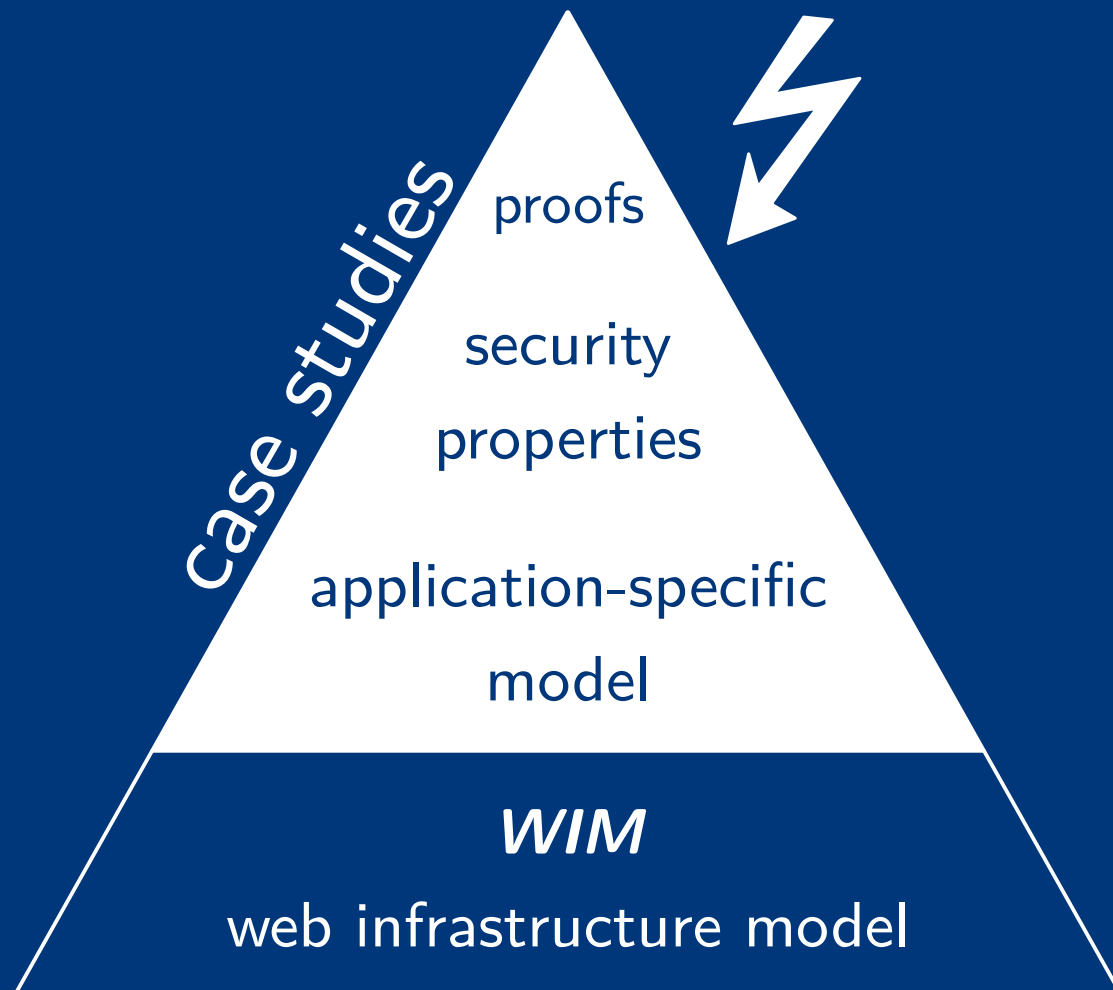 case studies
proofs
security
properties
application-specific
model
WIM
web infrastructure model